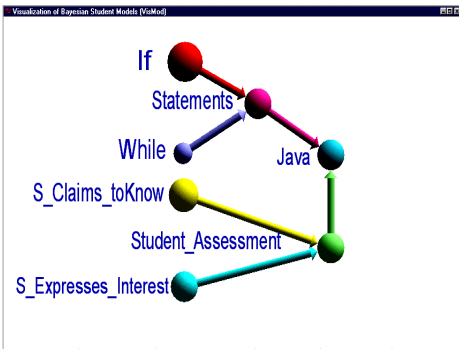 Visualization of Bayesian Student Models (VisMod)
If
Statements
While
Java
S_Claims_toKnow
Student_Assessment
S_Expresses_Interest